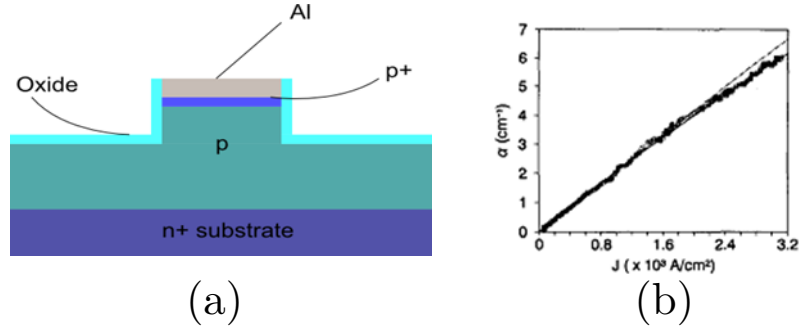 Al
p+
Oxide
p
n+ substrate
(a)
7
6
5
4
3
2
1
0
α (cm⁻¹)
0 0.8 1.6 2.4 3.2
J ( x 10³ A/cm²)
(b)